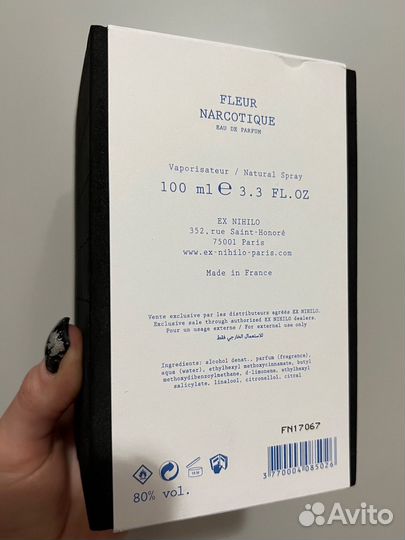 FLEUR
NARCOTIQUE
EAU DE PARFUM
Vaporisateur / Natural Spray
100 ml ℮ 3.3 FL.OZ
EX NIHILO
352,rue Saint-Honoré
75001 Paris
www.ex-nihilo-paris.com
Made in France
Vente exclusive par les distributeurs agréés EX NIHILO.
Exclusive sale through authorized EX NIHILO dealers.
Pour un usage externe / For external use only
للاستعمال الخارجي فقط
Ingredients: alcohol denat., parfum (fragrance),
aqua (water), ethylhexyl methoxycinnamate, butyl
methoxydibenzoylmethane, d-limonene, ethylhexyl
salicylate, linalool, citronellol, citral
FN17067
80% vol.
3770004085026
Avito